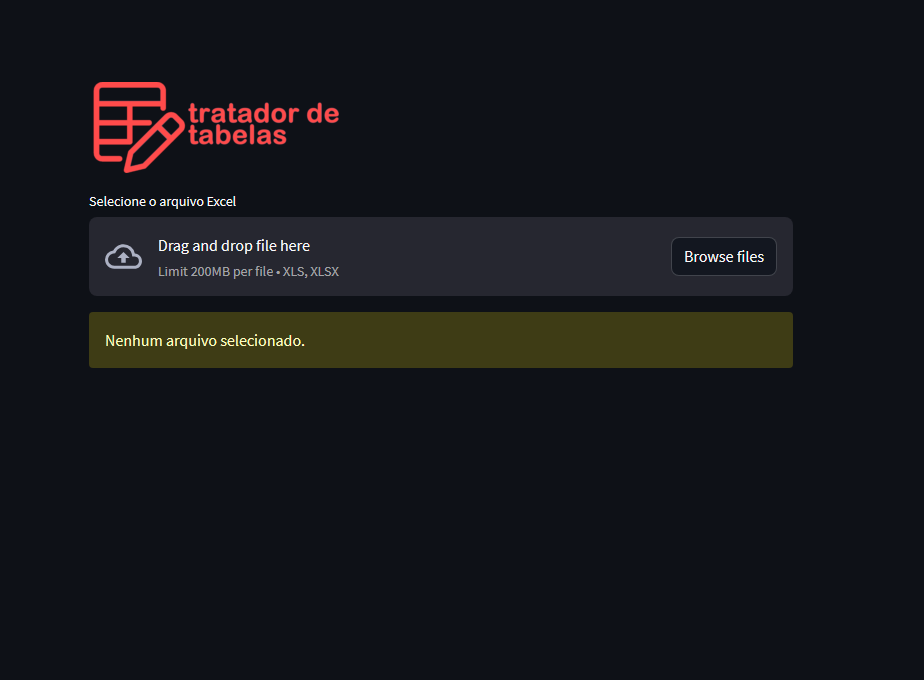 tratador de
tabelas
Selecione o arquivo Excel
Drag and drop file here
Limit 200MB per file • XLS, XLSX
Browse files
Nenhum arquivo selecionado.